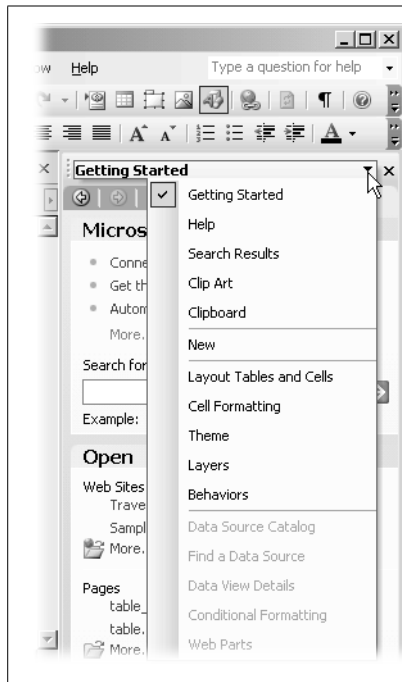 Help
Type a question for help
Getting Started
Getting Started
Help
Search Results
Clip Art
Clipboard
New
Layout Tables and Cells
Cell Formatting
Theme
Layers
Behaviors
Data Source Catalog
Find a Data Source
Data View Details
Conditional Formatting
Web Parts
Micros
Conne
Get th
Autom
More.
Search for
Example:
Open
Web Sites
Trave
Sampl
More.
Pages
table_
table.
More.